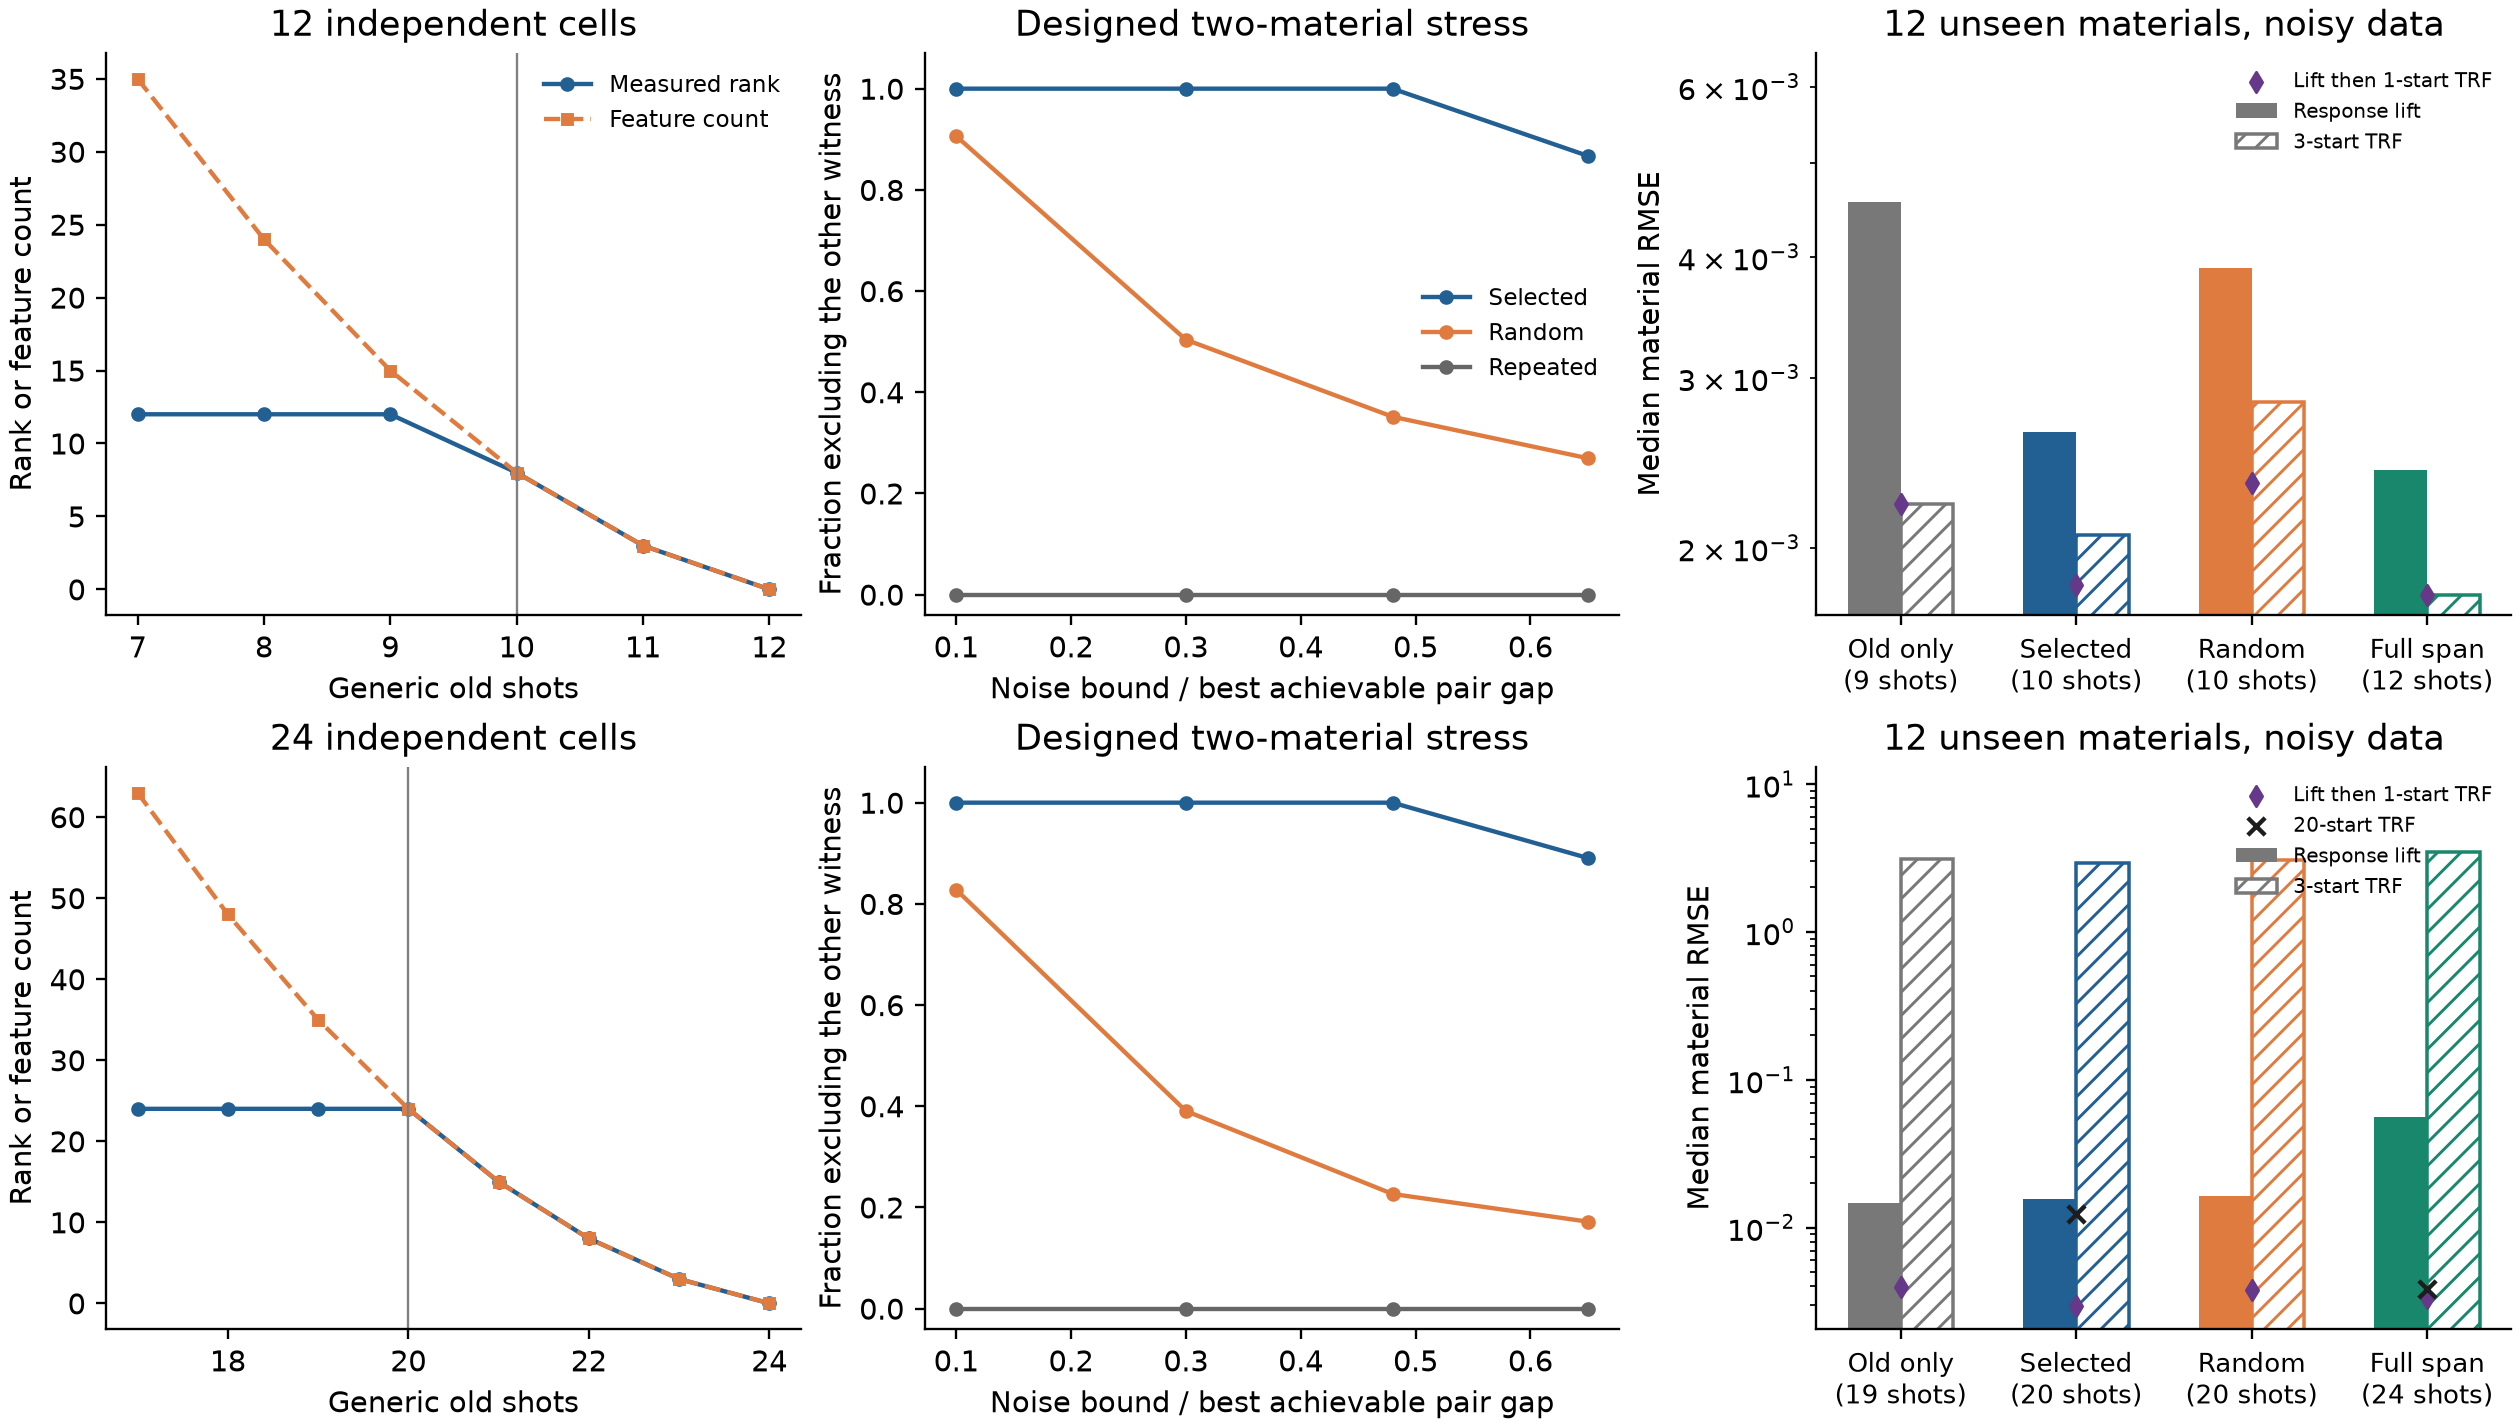 12 independent cells
Rank or feature count
35
30
25
20
15
10
5
0
Measured rank
Feature count
7 8 9 10 11 12
Generic old shots
Designed two-material stress
Fraction excluding the other witness
1.0
0.8
0.6
0.4
0.2
0.0
Selected
Random
Repeated
0.1 0.2 0.3 0.4 0.5 0.6
Noise bound / best achievable pair gap
12 unseen materials, noisy data
Median material RMSE
6 × 10⁻³
4 × 10⁻³
3 × 10⁻³
2 × 10⁻³
Lift then 1-start TRF
Response lift
3-start TRF
Old only Selected Random Full span
(9 shots) (10 shots) (10 shots) (12 shots)
24 independent cells
Rank or feature count
60
50
40
30
20
10
0
18 20 22 24
Generic old shots
Designed two-material stress
Fraction excluding the other witness
1.0
0.8
0.6
0.4
0.2
0.0
0.1 0.2 0.3 0.4 0.5 0.6
Noise bound / best achievable pair gap
12 unseen materials, noisy data
Median material RMSE
10¹
10⁰
10⁻¹
10⁻²
Lift then 1-start TRF
20-start TRF
Response lift
3-start TRF
Old only Selected Random Full span
(19 shots) (20 shots) (20 shots) (24 shots)